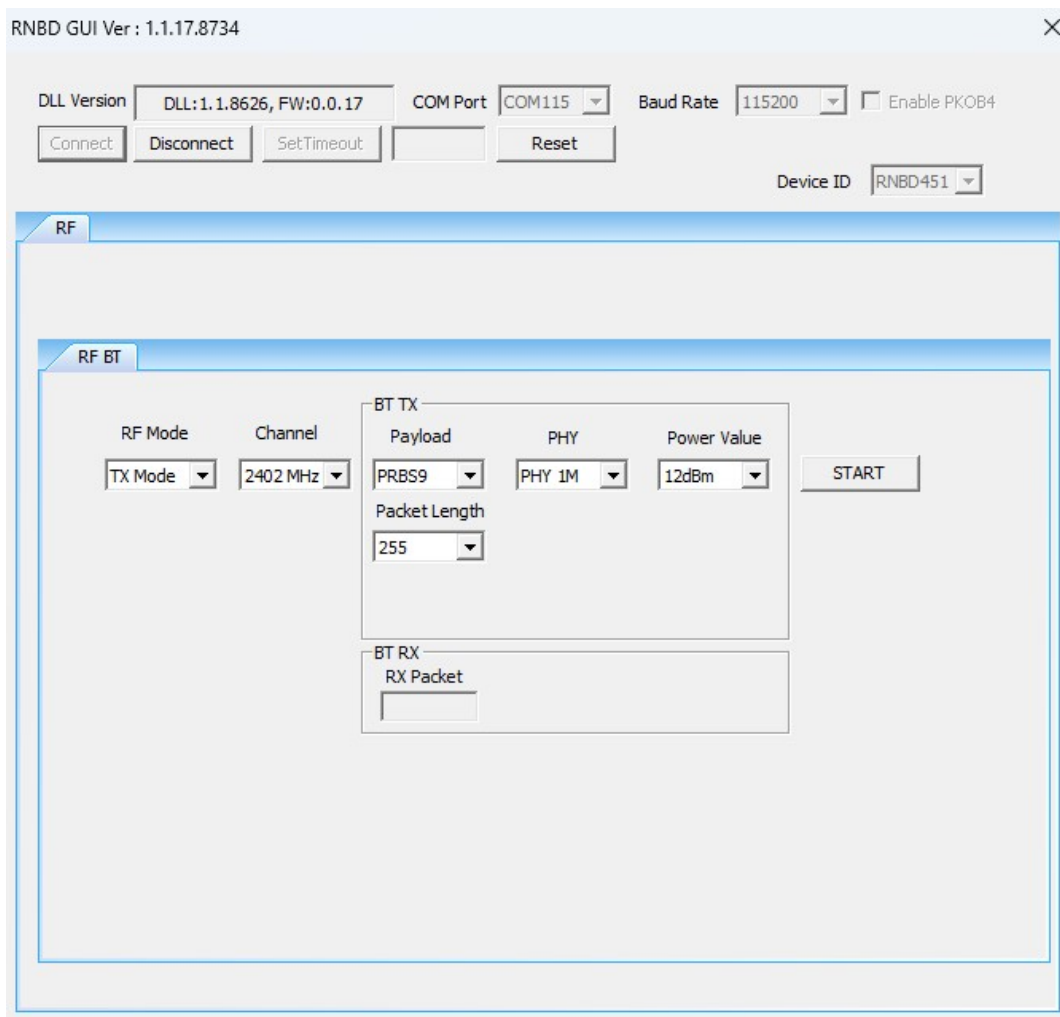 RNBD GUI Ver : 1.1.17.8734
DLL Version DLL:1.1.8626, FW:0.0.17 COM Port COM115 Baud Rate 115200 Enable PKOB4
Connect Disconnect SetTimeout Reset
Device ID RNBD451
RF
RF BT
BT TX
RF Mode Channel Payload PHY Power Value
TX Mode 2402 MHz PRBS9 PHY 1M 12dBm START
Packet Length
255
BT RX
RX Packet